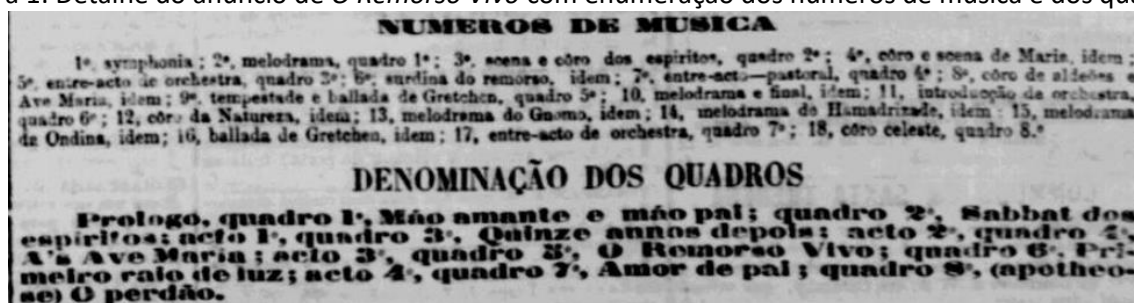 a 1: Detalhe do anúncio de O Remorso Vivo com enumeração dos números de música e dos qua
NUMEROS DE MUSICA
1º, symphonia; 2º, melodrama, quadro 1º; 3º, scena e côro dos espiritos, quadro 2º; 4º, côro e scena de Maria, idem;
5º, entre-acto de orchestra, quadro 3º; 6º, surdina do remorso, idem; 7º, entre-acto—pastoral, quadro 4º; 8º, côro de aldeões e
Ave Maria, idem; 9º, tempestade e ballada de Gretchen, quadro 5º; 10, melodrama e final, idem; 11, introducção de orchestra,
quadro 6º; 12, côro da Natureza, idem; 13, melodrama do Gnomo, idem; 14, melodrama do Hamadrizade, idem; 15, melodrama
da Ondina, idem; 16, ballada de Gretchen, idem; 17, entre-acto de orchestra, quadro 7º; 18, côro celeste, quadro 8.º
DENOMINAÇÃO DOS QUADROS
Prologo, quadro 1º, Máo amante e máo pai; quadro 2º, Sabbat dos
espiritos; acto 1º, quadro 3º, Quinze annos depois; acto 2º, quadro 4º,
A's Ave Maria; acto 3º, quadro 5º, O Remorso Vivo; quadro 6º, Pri-
meiro raio de luz; acto 4º, quadro 7º, Amor de pai; quadro 8º, (apotheo-
se) O perdão.